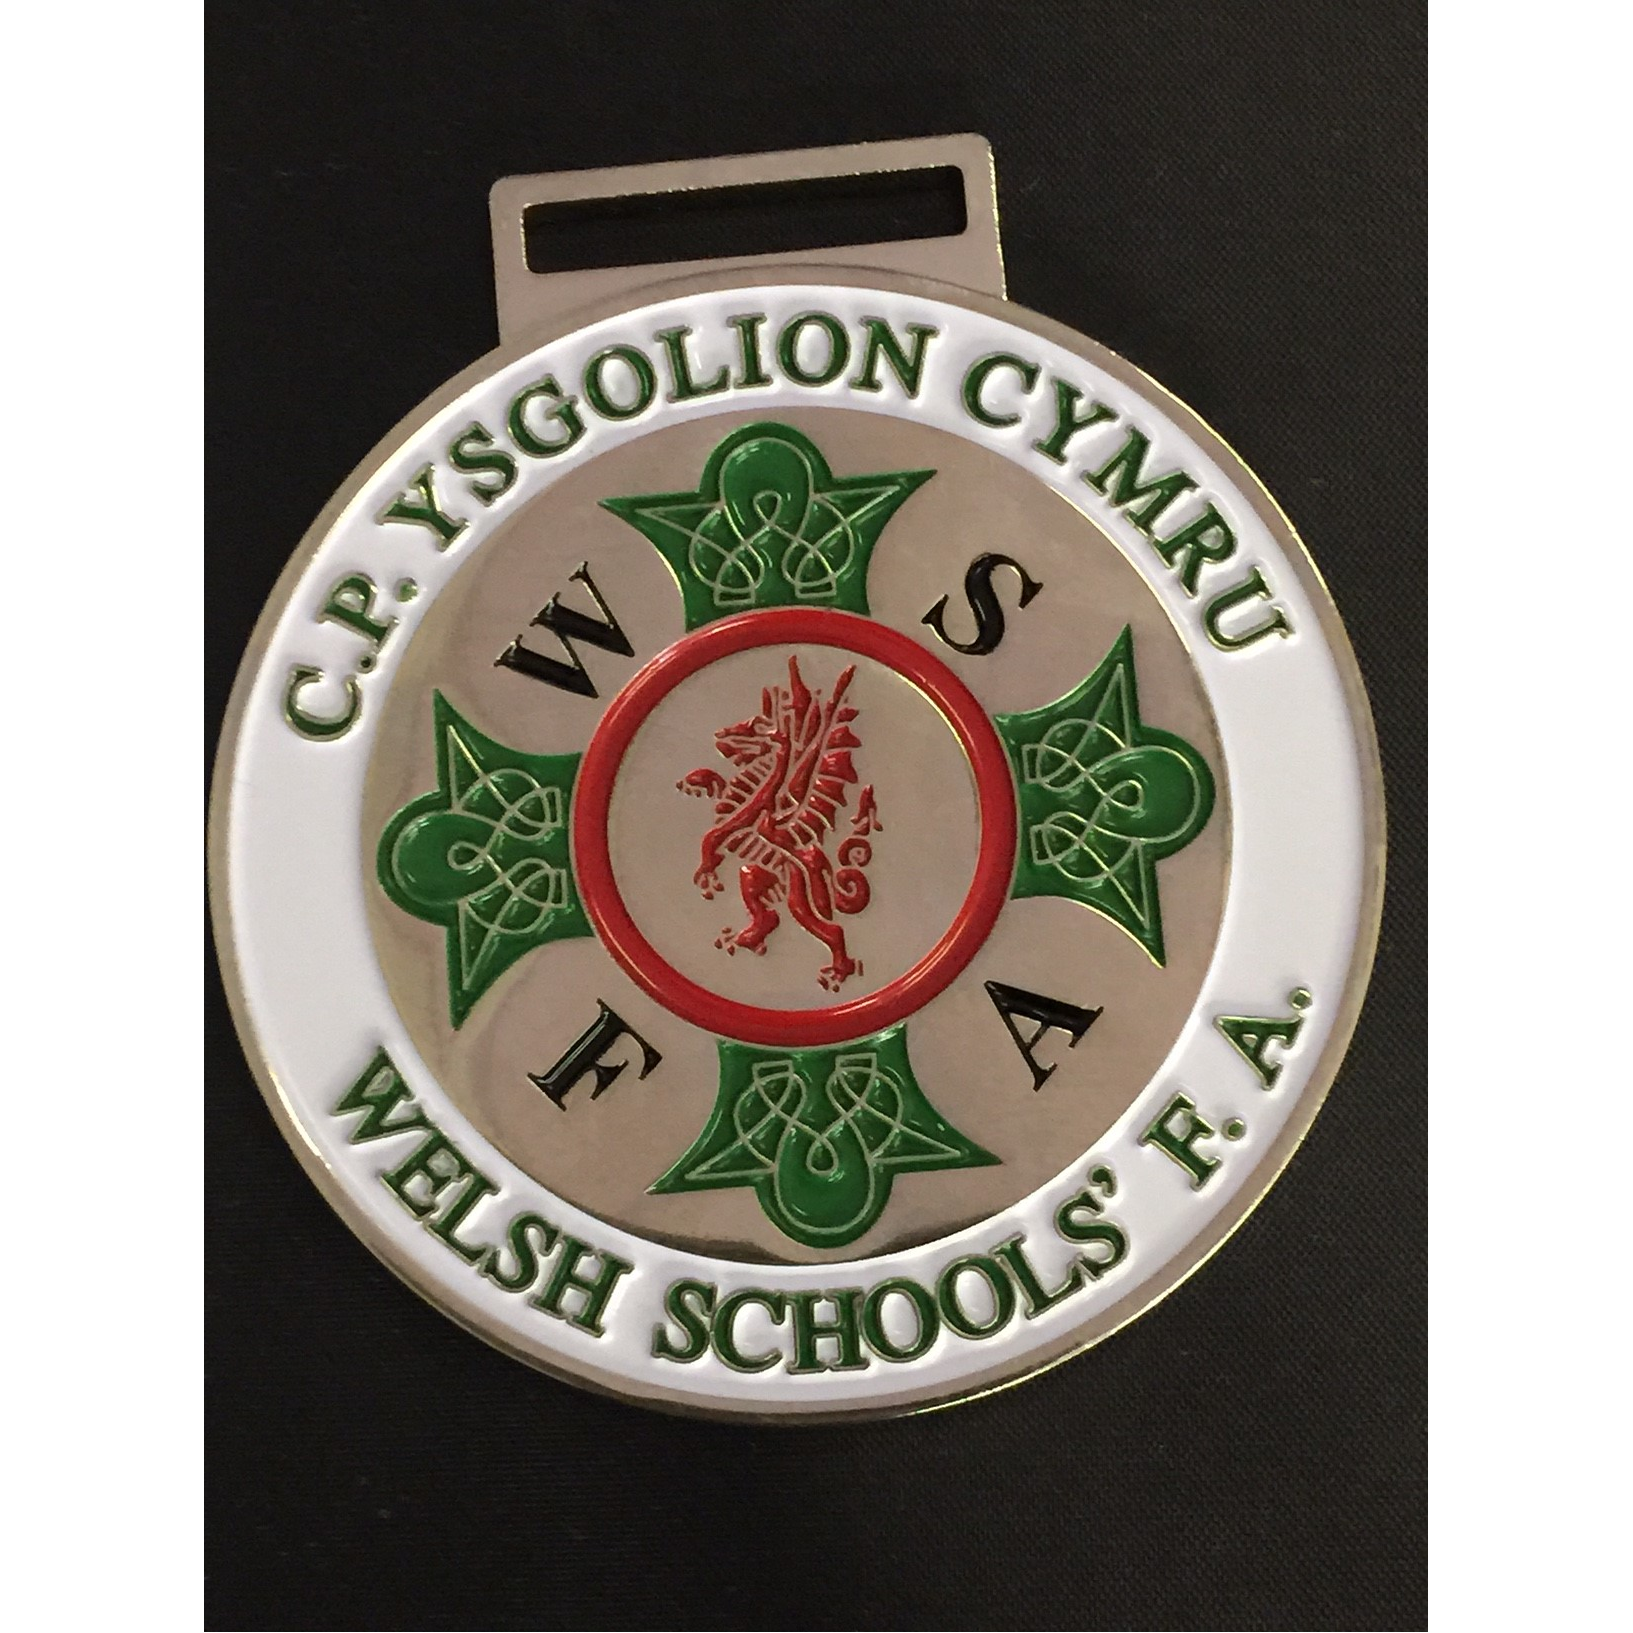 C.P. YSGOLION CYMRU
W S
F A
WELSH SCHOOLS' F. A.